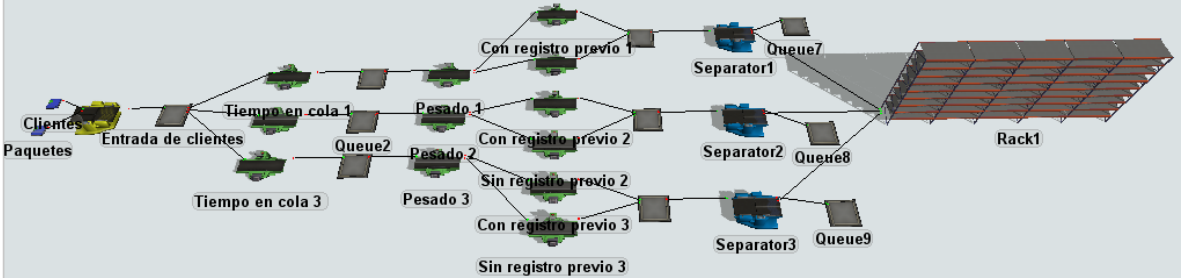 Clientes
Paquetes
Entrada de clientes
Tiempo en cola 1
Tiempo en cola 3
Queue2
Pesado 1
Pesado 2
Pesado 3
Con registro previo 1
Con registro previo 2
Sin registro previo 2
Con registro previo 3
Sin registro previo 3
Separator1
Separator2
Separator3
Queue7
Queue8
Queue9
Rack1